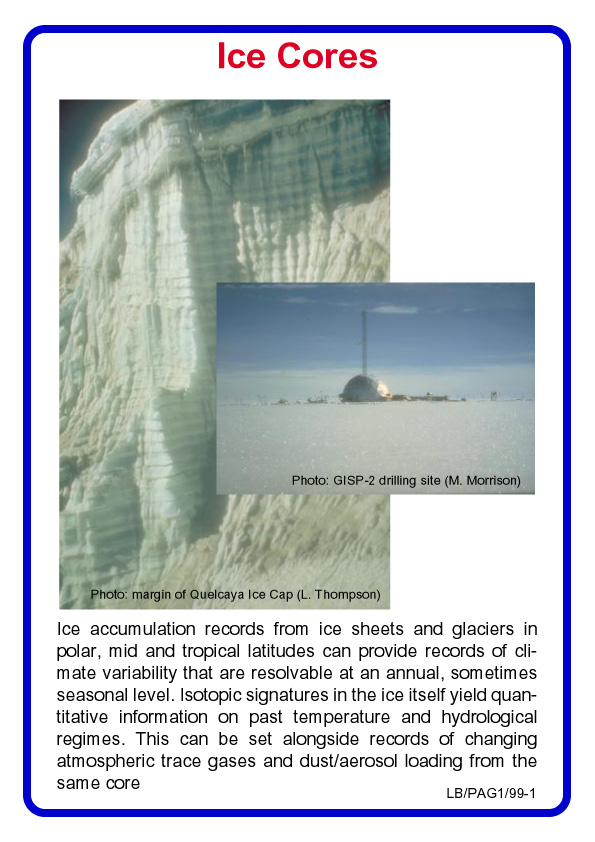 Ice Cores
Photo: GISP-2 drilling site (M. Morrison)
Photo: margin of Quelcaya Ice Cap (L. Thompson)
Ice accumulation records from ice sheets and glaciers in
polar, mid and tropical latitudes can provide records of cli-
mate variability that are resolvable at an annual, sometimes
seasonal level. Isotopic signatures in the ice itself yield quan-
titative information on past temperature and hydrological
regimes. This can be set alongside records of changing
atmospheric trace gases and dust/aerosol loading from the
same core
LB/PAG1/99-1